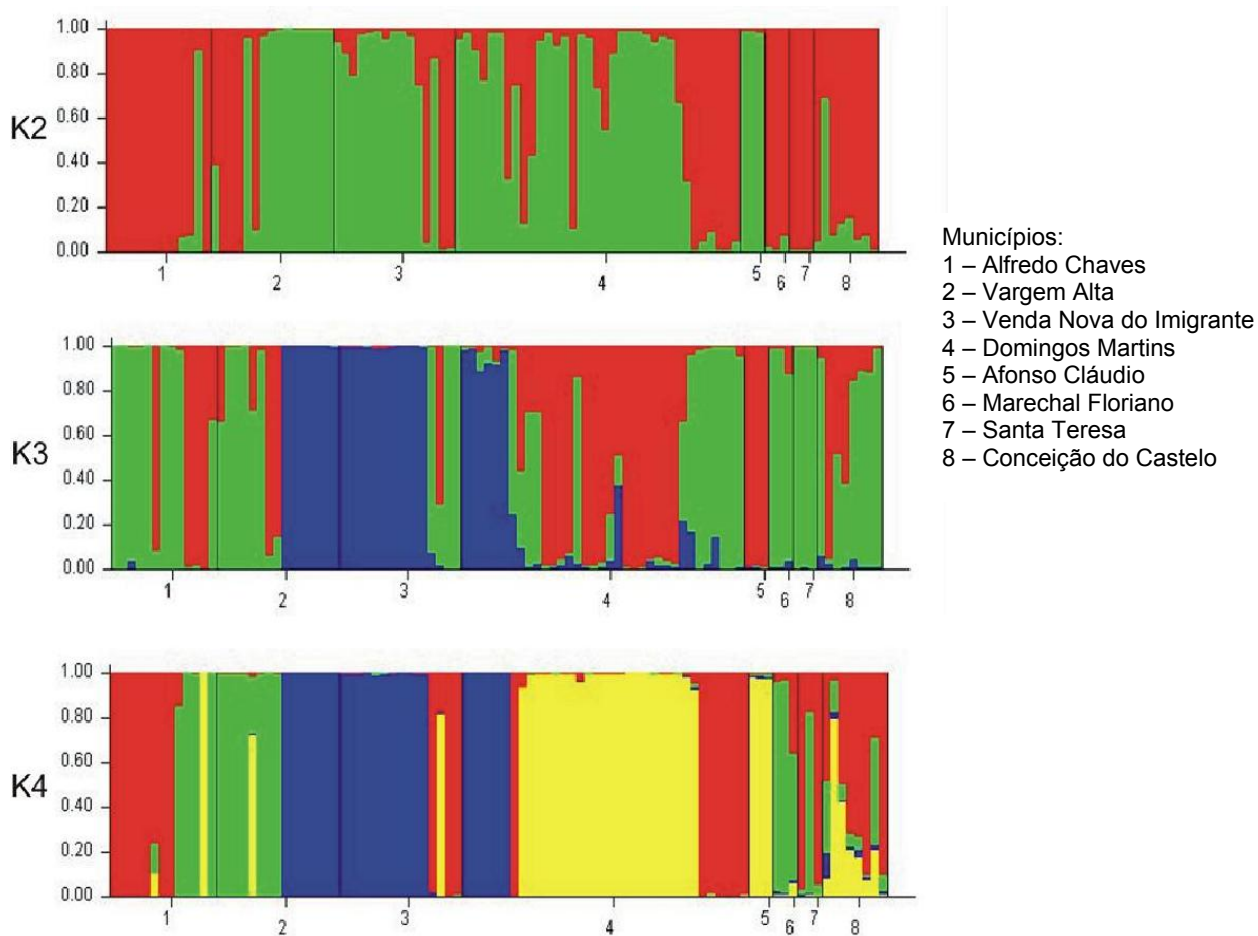 K2
1.00
0.80
0.60
0.40
0.20
0.00
1 2 3 4 5 6 7 8
K3
1.00
0.80
0.60
0.40
0.20
0.00
1 2 3 4 5 6 7 8
K4
1.00
0.80
0.60
0.40
0.20
0.00
1 2 3 4 5 6 7 8
Municípios:
1 – Alfredo Chaves
2 – Vargem Alta
3 – Venda Nova do Imigrante
4 – Domingos Martins
5 – Afonso Cláudio
6 – Marechal Floriano
7 – Santa Teresa
8 – Conceição do Castelo